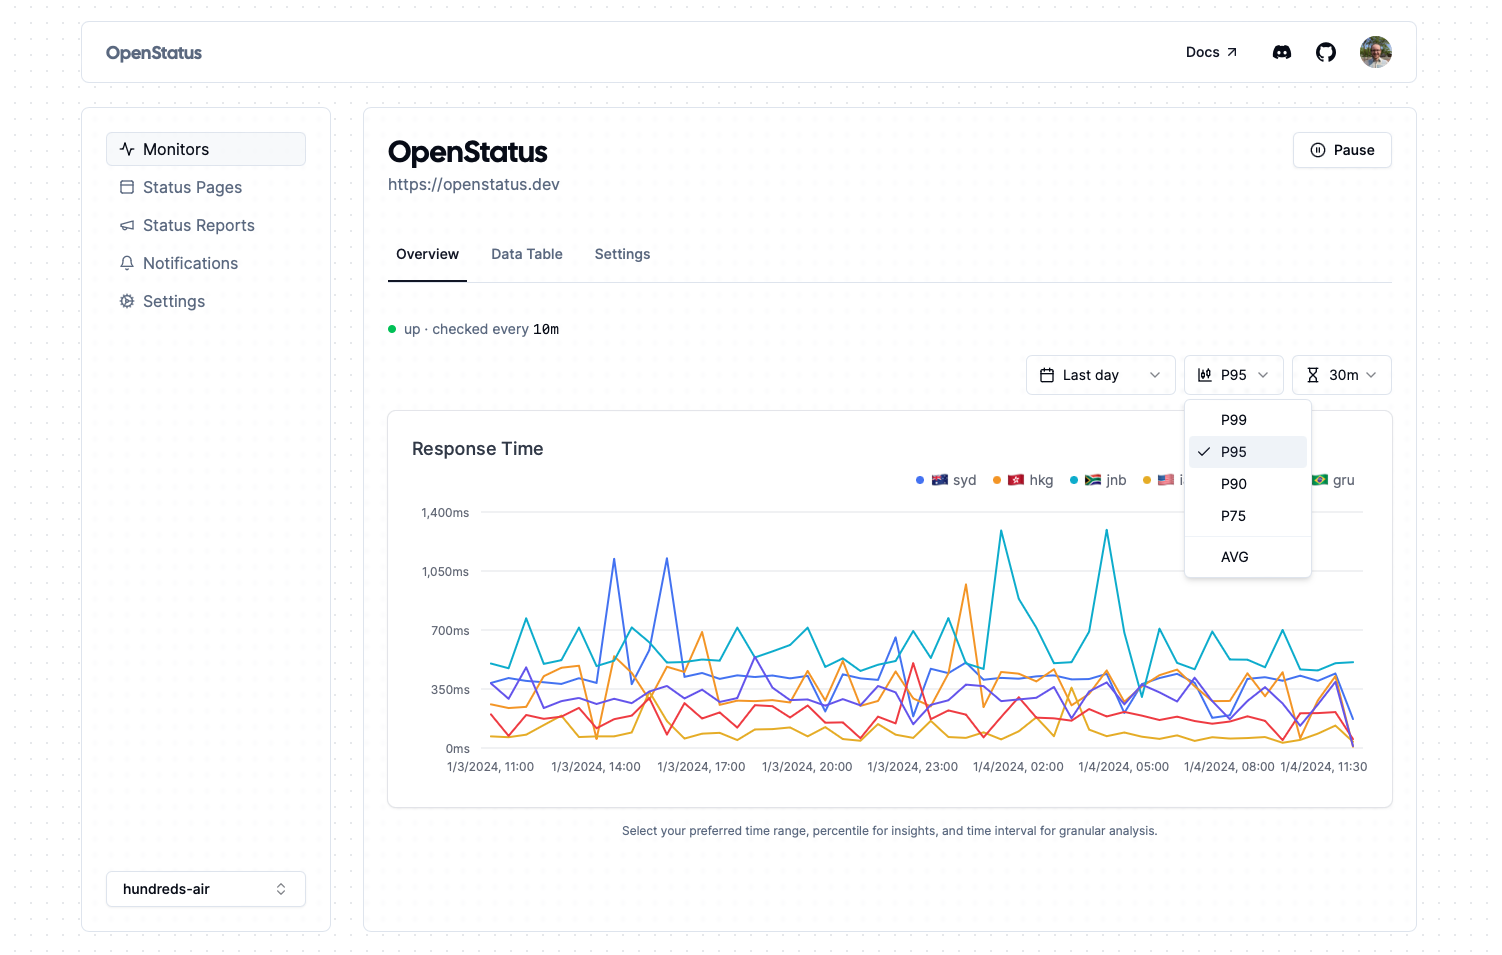 OpenStatus
Docs
Monitors
Status Pages
Status Reports
Notifications
Settings
hundreds-air
OpenStatus
https://openstatus.dev
Pause
Overview Data Table Settings
up · checked every 10m
Last day P95 30m
P99
P95
P90
P75
AVG
Response Time
syd hkg jnb gru
1,400ms
1,050ms
700ms
350ms
0ms
1/3/2024, 11:00 1/3/2024, 14:00 1/3/2024, 17:00 1/3/2024, 20:00 1/3/2024, 23:00 1/4/2024, 02:00 1/4/2024, 05:00 1/4/2024, 08:00 1/4/2024, 11:30
Select your preferred time range, percentile for insights, and time interval for granular analysis.